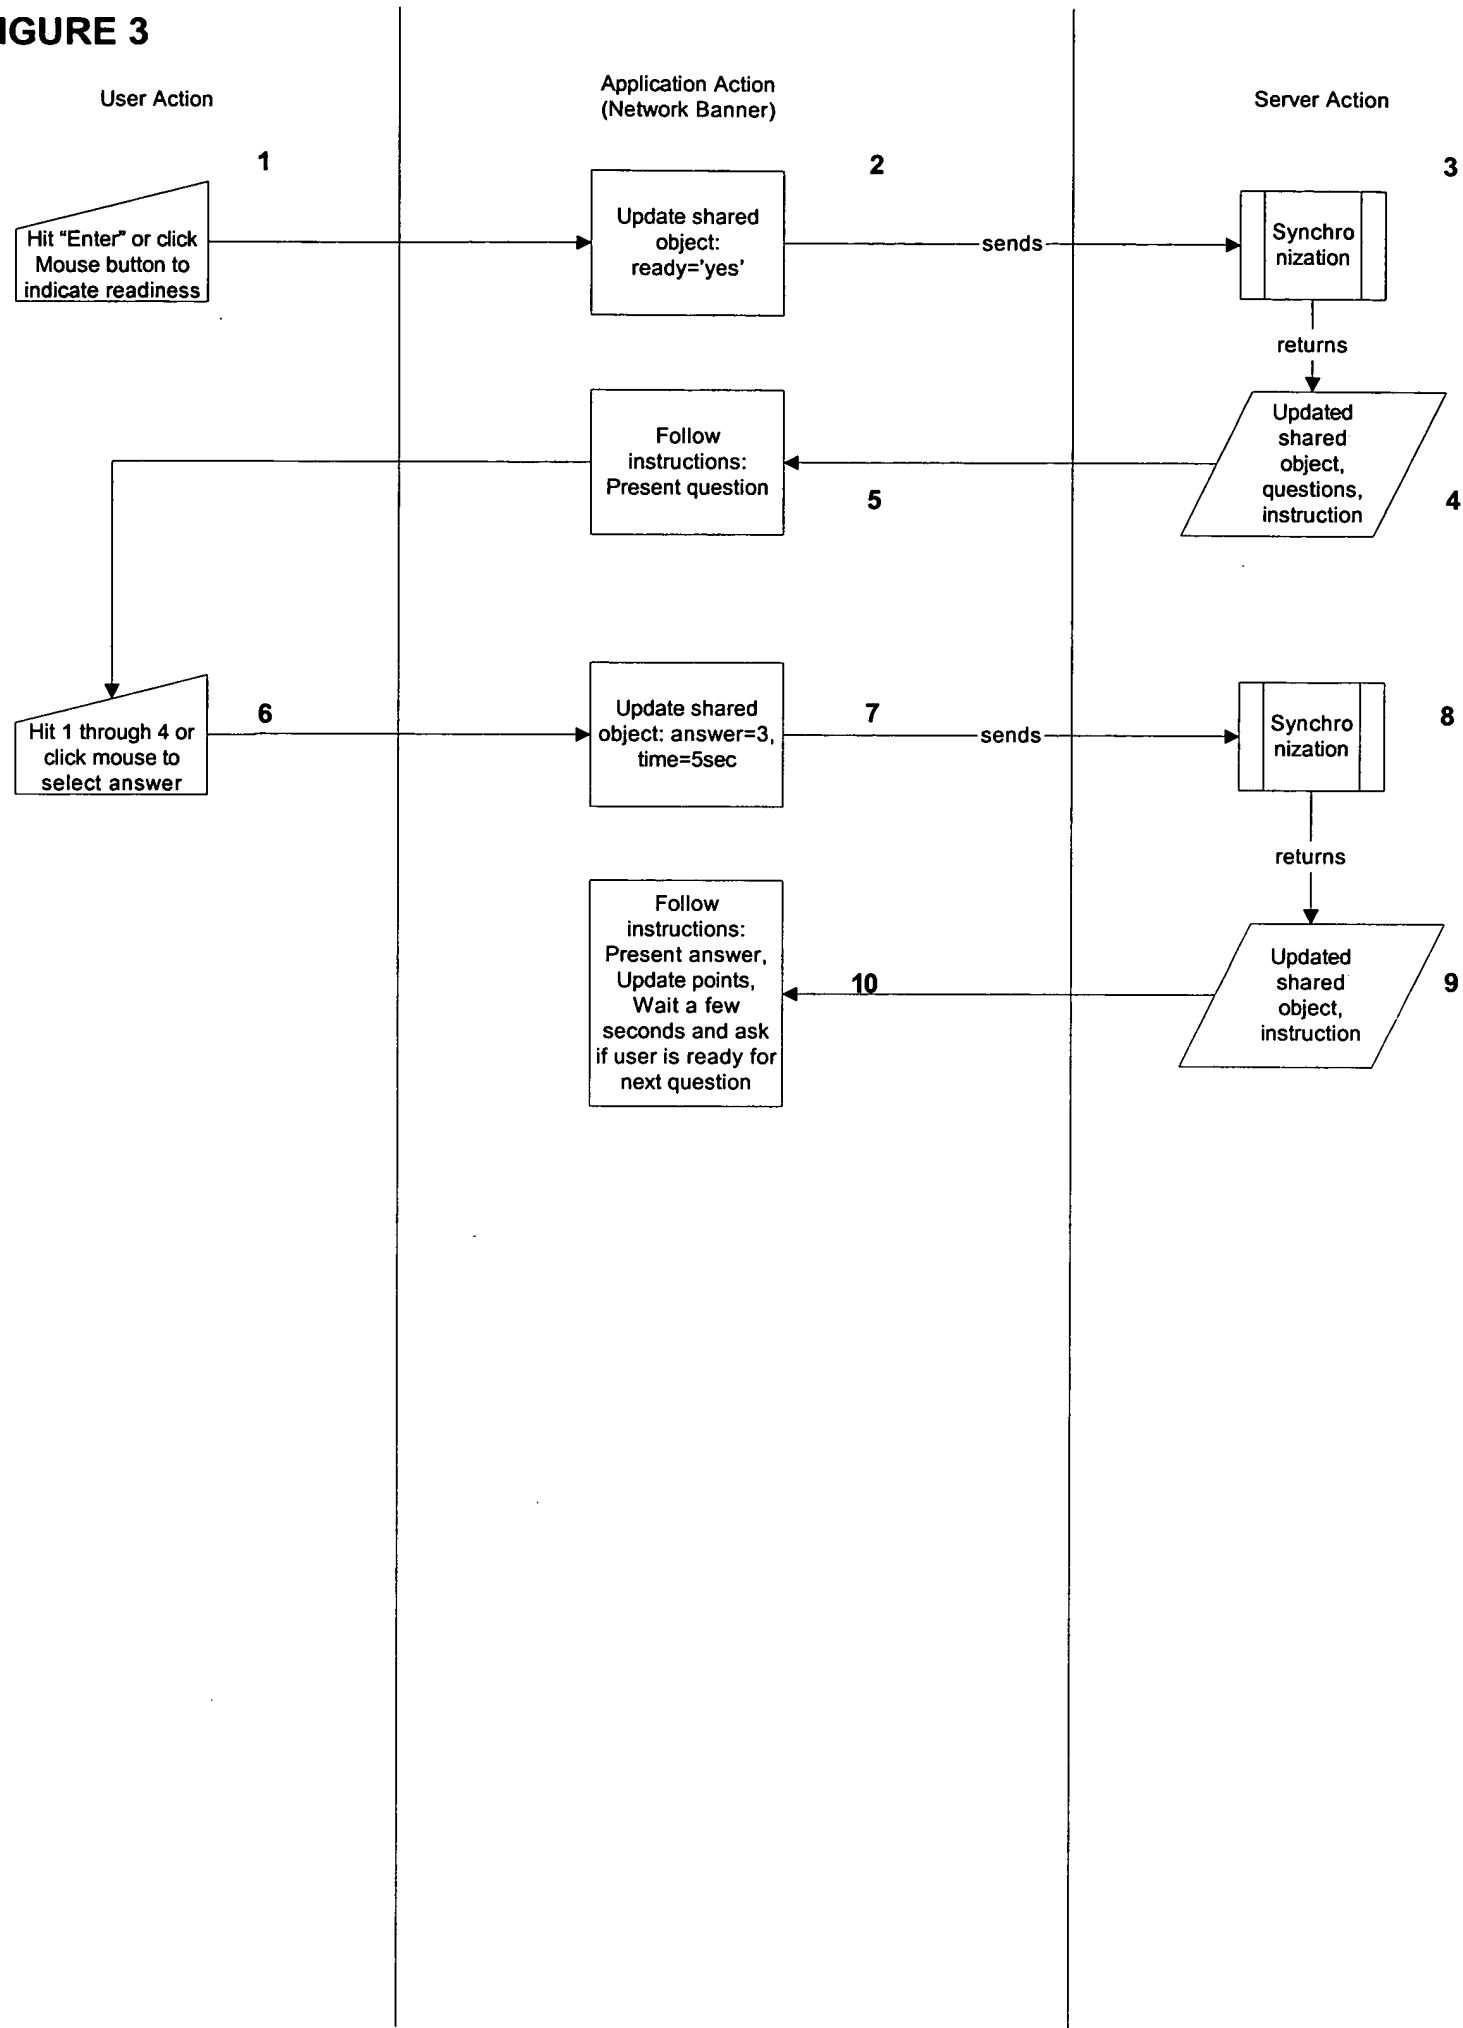 IGURE 3
User Action
Application Action
(Network Banner)
Server Action
1
2
3
Hit “Enter” or click
Mouse button to
indicate readiness
Update shared
object:
ready='yes'
sends
Synchro
nization
returns
Follow
instructions:
Present question
5
Updated
shared
object,
questions,
instruction
4
Hit 1 through 4 or
click mouse to
select answer
6
Update shared
object: answer=3,
time=5sec
7
sends
Synchro
nization
8
returns
Follow
instructions:
Present answer,
Update points,
Wait a few
seconds and ask
if user is ready for
next question
10
Updated
shared
object,
instruction
9